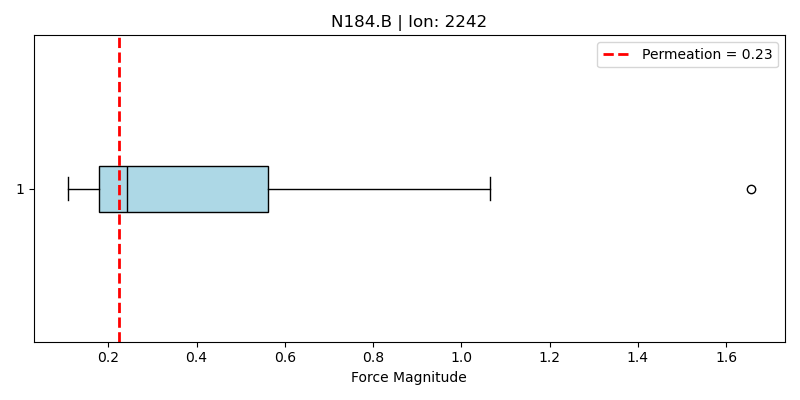 N184.B | Ion: 2242
Permeation = 0.23
1
0.2 0.4 0.6 0.8 1.0 1.2 1.4 1.6
Force Magnitude